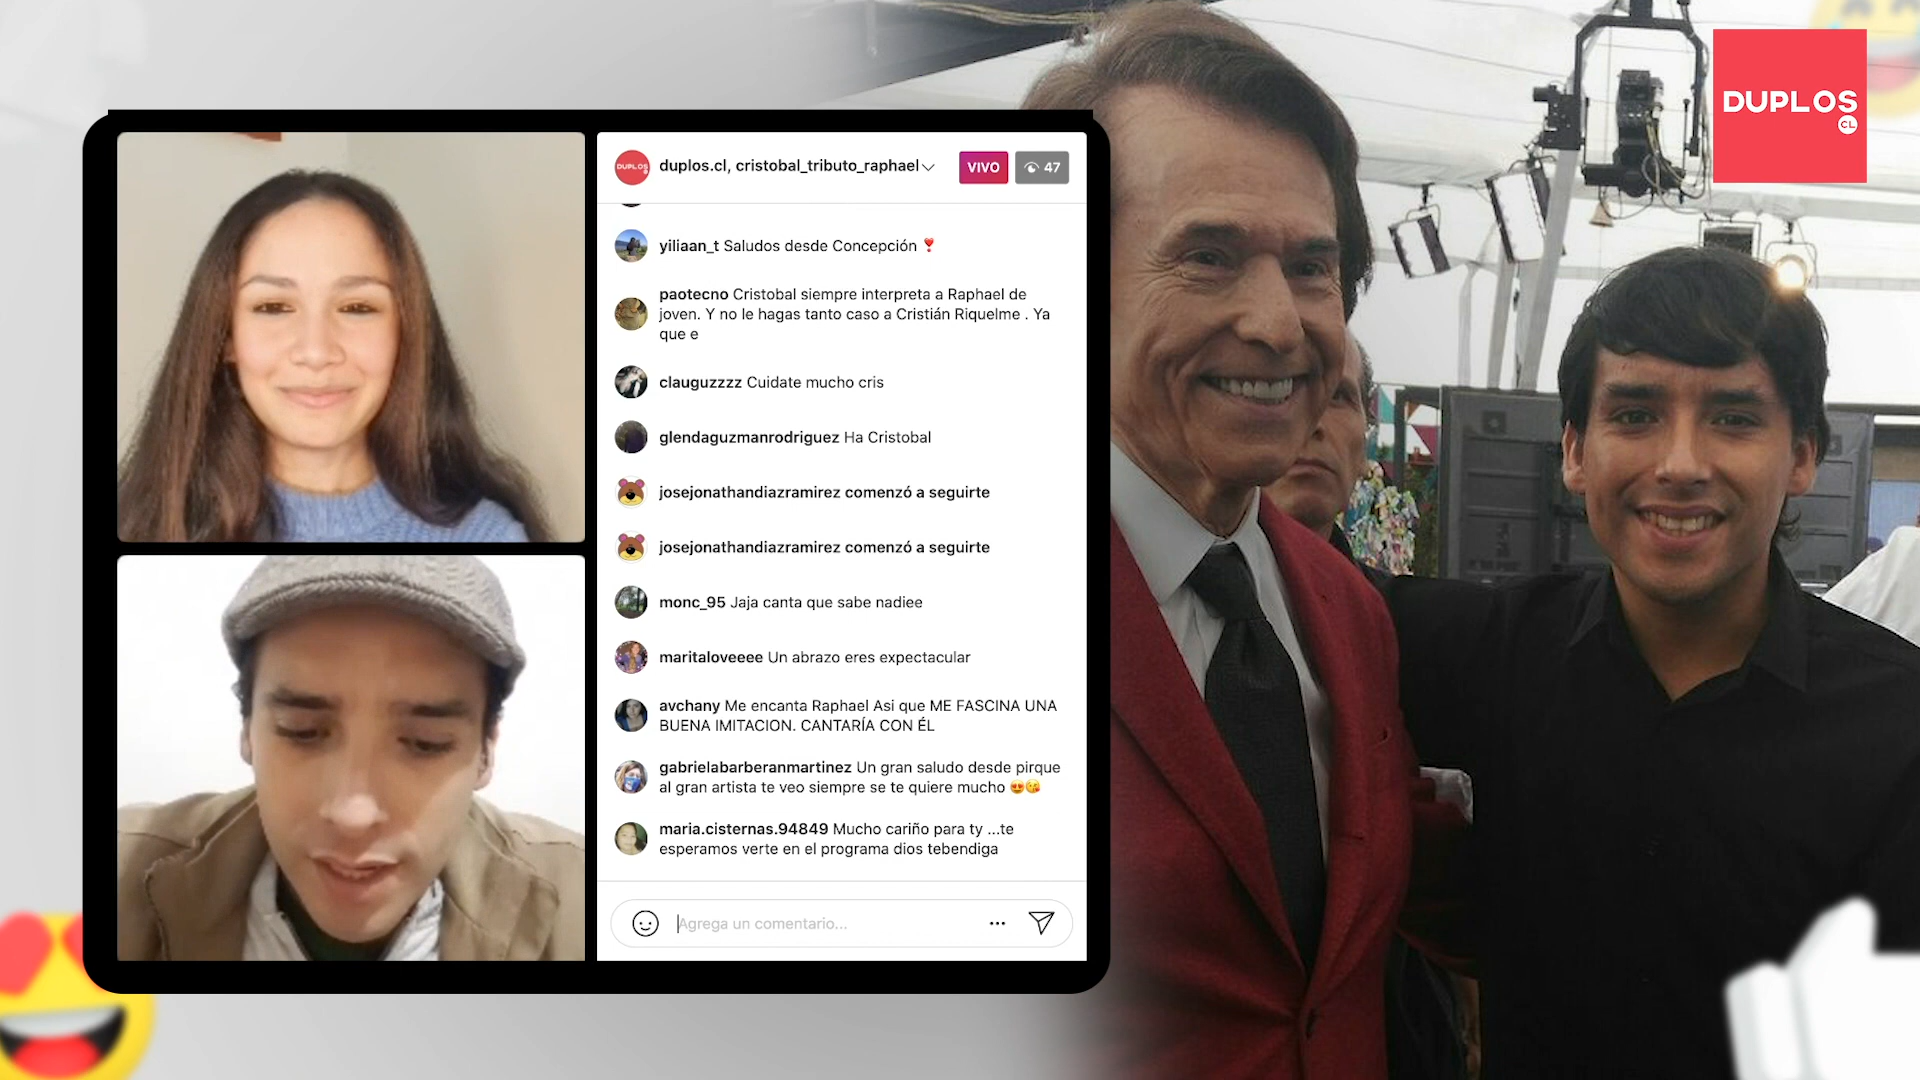 DUPLOS
CL
DUPLOS
duplos.cl, cristobal_tributo_raphael
VIVO
47
yiliaan_t Saludos desde Concepción ❣️
paotecno Cristobal siempre interpreta a Raphael de
joven. Y no le hagas tanto caso a Cristián Riquelme . Ya
que e
clauguzzzz Cuidate mucho cris
glendaguzmanrodriguez Ha Cristobal
josejonathandiazramirez comenzó a seguirte
josejonathandiazramirez comenzó a seguirte
monc_95 Jaja canta que sabe nadiee
maritaloveeee Un abrazo eres expectacular
avchany Me encanta Raphael Asi que ME FASCINA UNA
BUENA IMITACION. CANTARÍA CON ÉL
gabrielabarberanmartinez Un gran saludo desde pirque
al gran artista te veo siempre se te quiere mucho 😍😘
maria.cisternas.94849 Mucho cariño para ty ...te
esperamos verte en el programa dios tebendiga
Agrega un comentario...